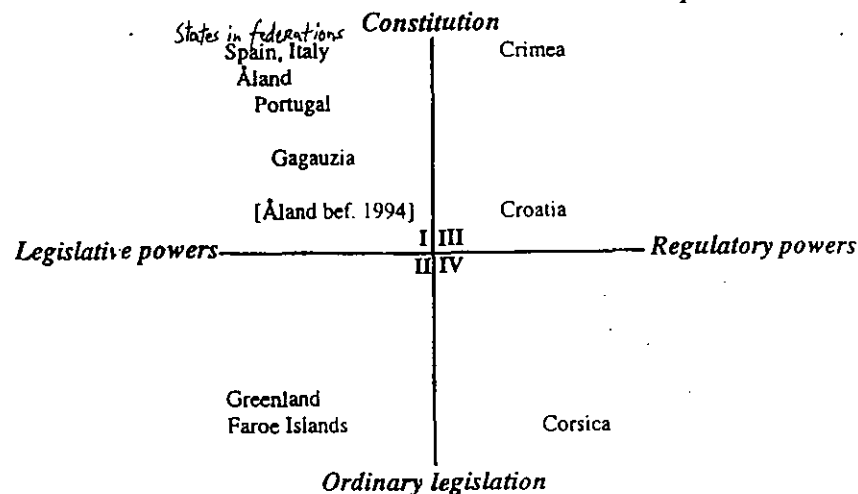 States in federations
Constitution
Spain, Italy
Crimea
Åland
Portugal
Gagauzia
[Åland bef. 1994]
Croatia
I III
Legislative powers
Regulatory powers
II IV
Greenland
Faroe Islands
Corsica
Ordinary legislation